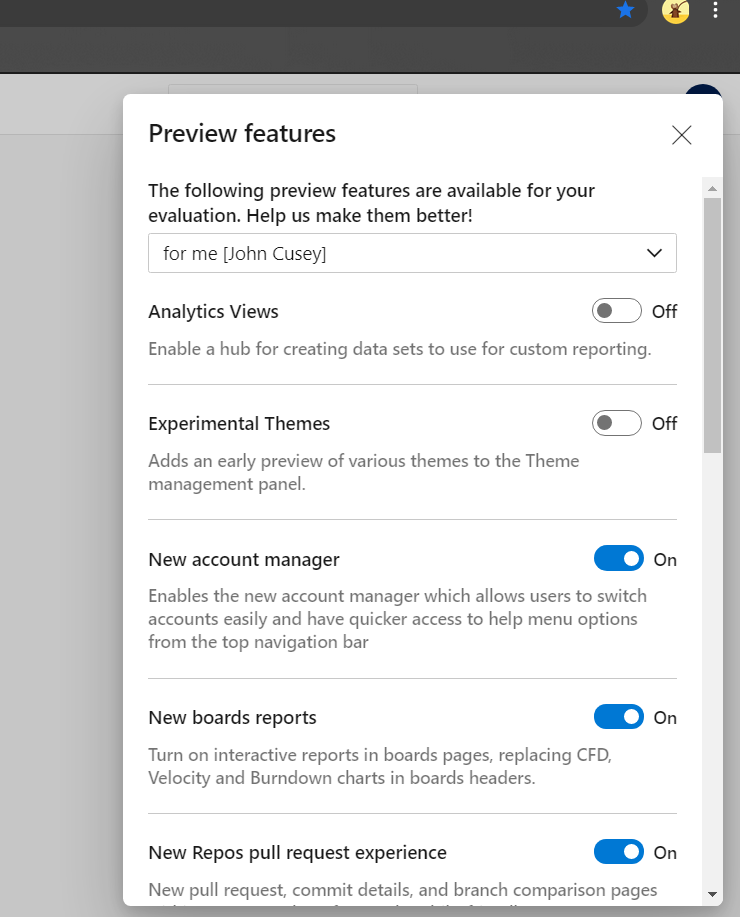 Preview features
The following preview features are available for your
evaluation. Help us make them better!
for me [John Cusey]
Analytics Views
Off
Enable a hub for creating data sets to use for custom reporting.
Experimental Themes
Off
Adds an early preview of various themes to the Theme
management panel.
New account manager
On
Enables the new account manager which allows users to switch
accounts easily and have quicker access to help menu options
from the top navigation bar
New boards reports
On
Turn on interactive reports in boards pages, replacing CFD,
Velocity and Burndown charts in boards headers.
New Repos pull request experience
On
New pull request, commit details, and branch comparison pages